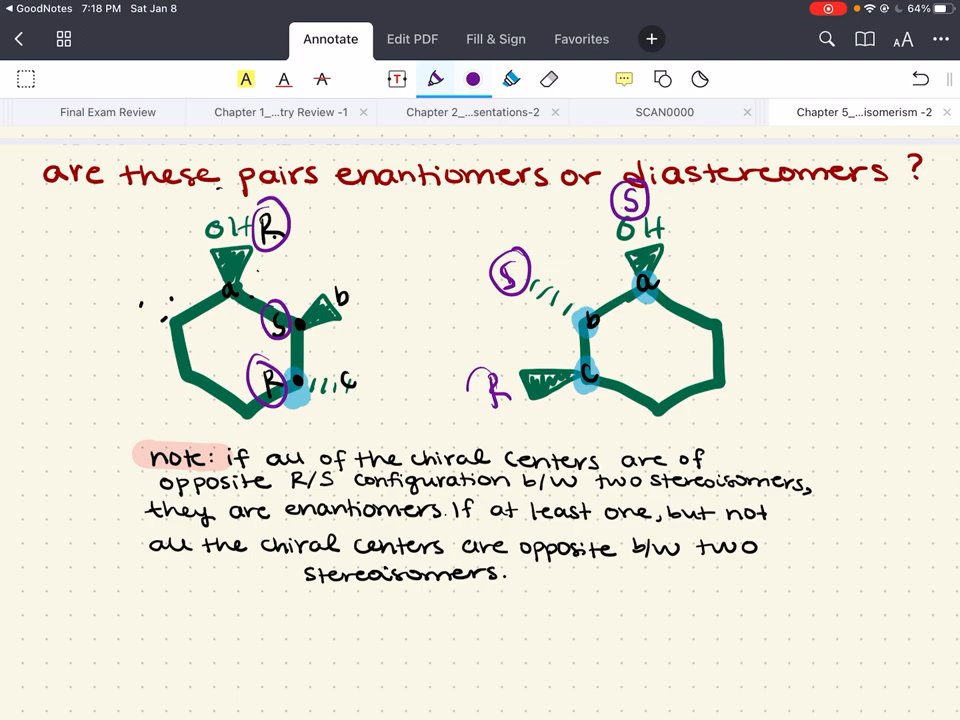 GoodNotes 7:18 PM Sat Jan 8 64%
Annotate Edit PDF Fill & Sign Favorites
AA
A A A T
Final Exam Review Chapter 1_...try Review -1 Chapter 2_...sentations-2 SCAN0000 Chapter 5_...isomerism -2
are these pairs enantiomers or diastereomers ?
OH R
a
b
S
R
c
S
OH
S
a
b
c
R
note: if all of the chiral centers are of
opposite R/S configuration b/w two stereoisomers,
they are enantiomers. If at least one, but not
all the chiral centers are opposite b/w two
stereoisomers.